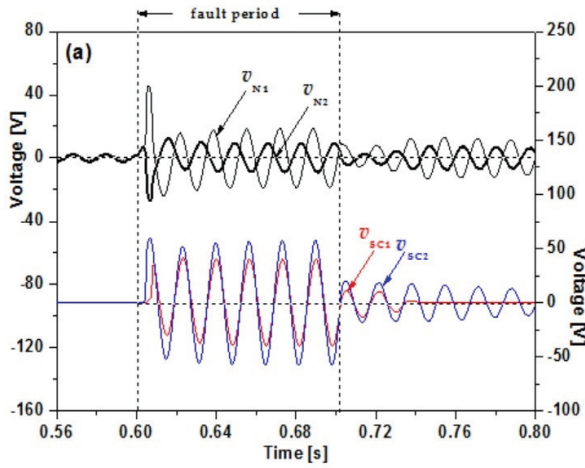 fault period
(a)
v N1
v N2
v SC1 v SC2
Voltage [V]
80
40
0
-40
-80
-120
-160
250
200
150
100
50
0
-50
-100
Voltage [V]
0.56 0.60 0.64 0.68 0.72 0.76 0.80
Time [s]